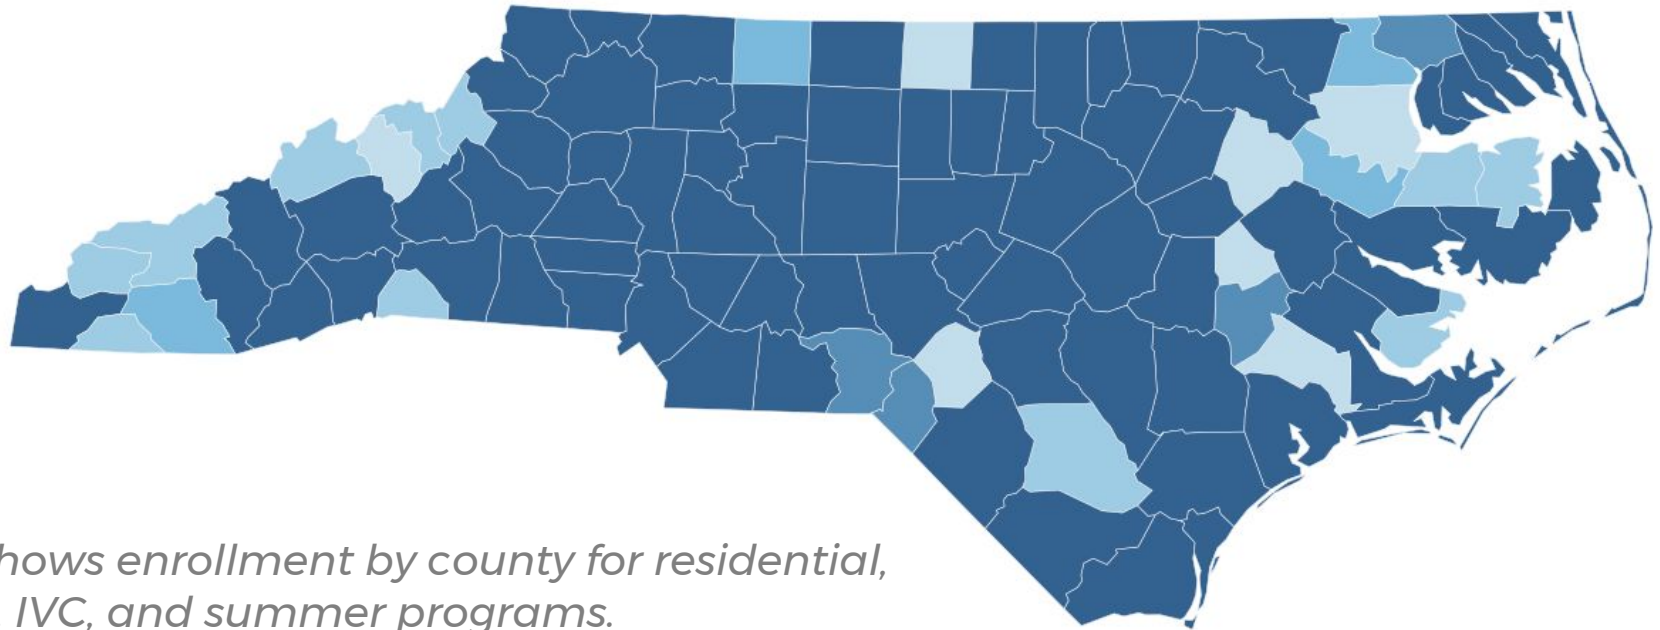 hows enrollment by county for residential,
IVC, and summer programs.